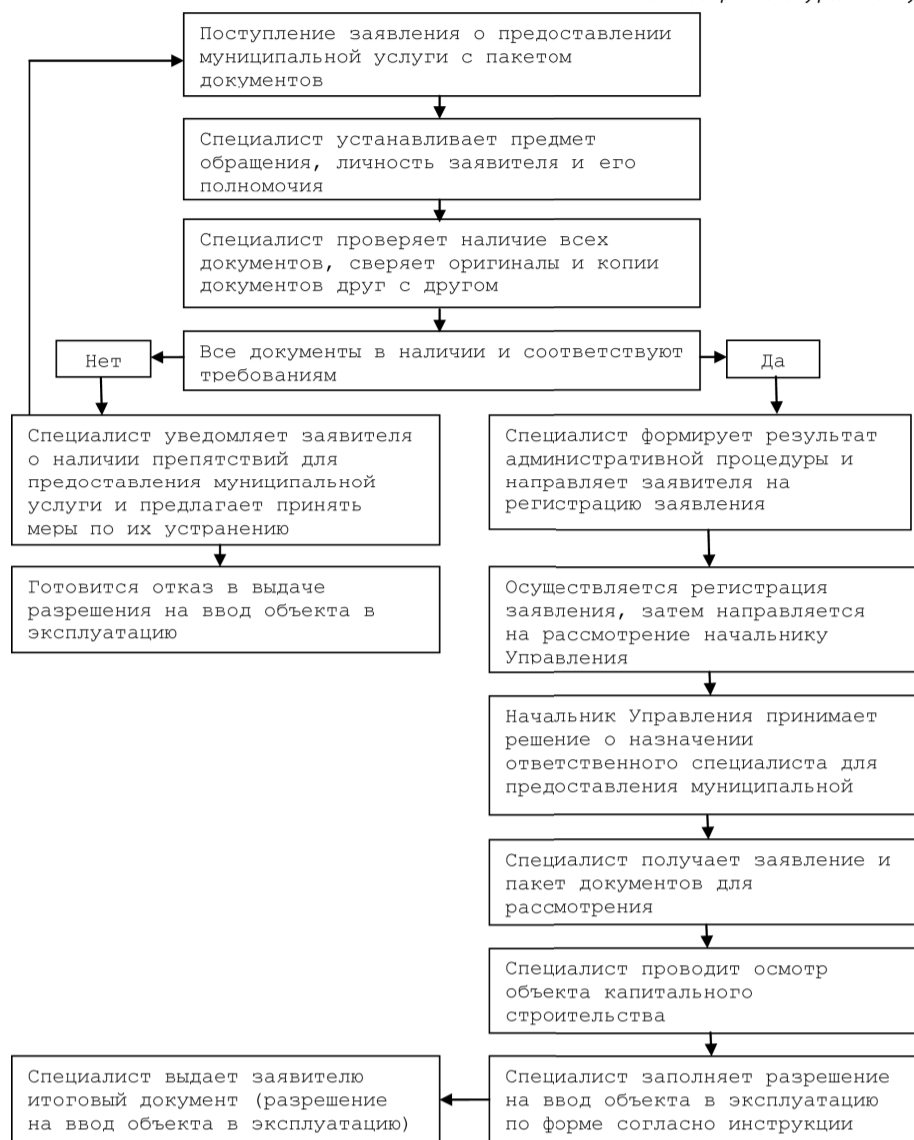 Поступление заявления о предоставлении
муниципальной услуги с пакетом
документов
Специалист устанавливает предмет
обращения, личность заявителя и его
полномочия
Специалист проверяет наличие всех
документов, сверяет оригиналы и копии
документов друг с другом
Все документы в наличии и соответствуют
требованиям
Нет
Да
Специалист уведомляет заявителя
о наличии препятствий для
предоставления муниципальной
услуги и предлагает принять
меры по их устранению
Специалист формирует результат
административной процедуры и
направляет заявителя на
регистрацию заявления
Готовится отказ в выдаче
разрешения на ввод объекта в
эксплуатацию
Осуществляется регистрация
заявления, затем направляется
на рассмотрение начальнику
Управления
Начальник Управления принимает
решение о назначении
ответственного специалиста для
предоставления муниципальной
Специалист получает заявление и
пакет документов для
рассмотрения
Специалист проводит осмотр
объекта капитального
строительства
Специалист заполняет разрешение
на ввод объекта в эксплуатацию
по форме согласно инструкции
Специалист выдает заявителю
итоговый документ (разрешение
на ввод объекта в эксплуатацию)